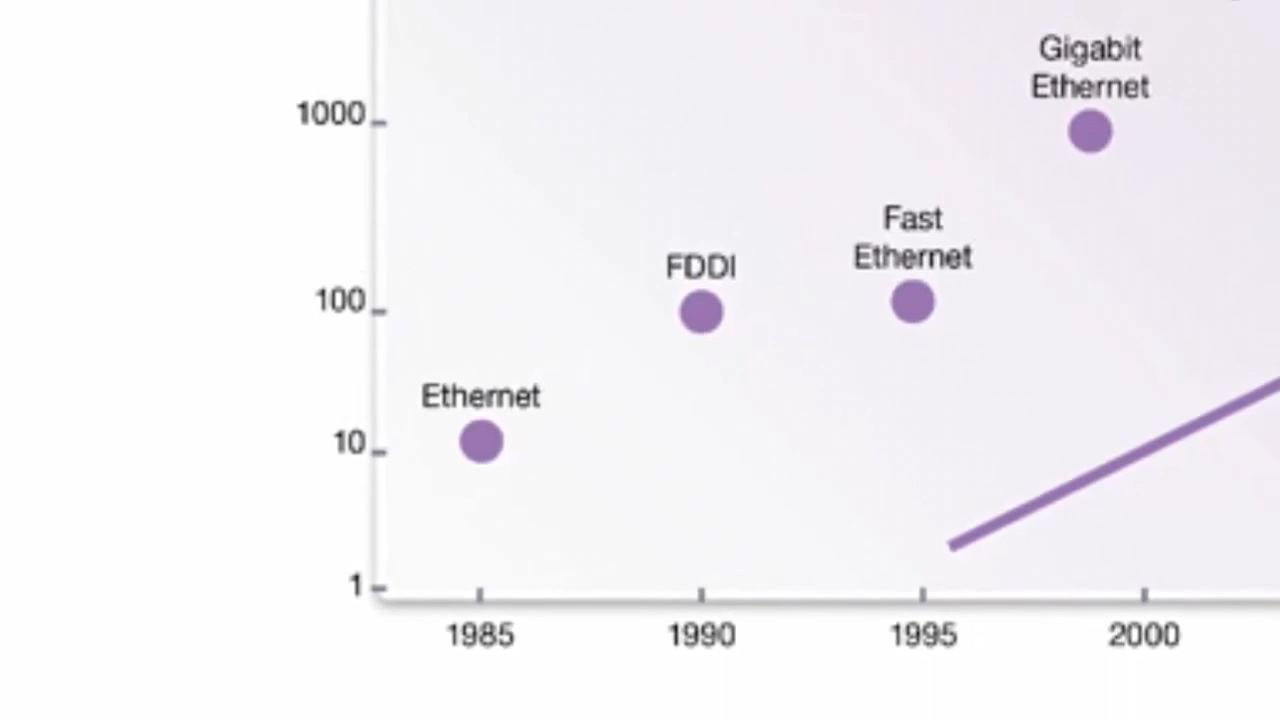 Gigabit
Ethernet
1000
Fast
Ethernet
FDDI
100
Ethernet
10
1
1985 1990 1995 2000